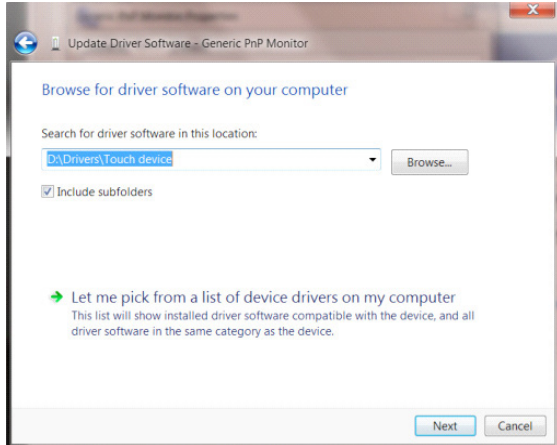 Update Driver Software - Generic PnP Monitor
Browse for driver software on your computer
Search for driver software in this location:
D:\Drivers\Touch device
Browse...
Include subfolders
Let me pick from a list of device drivers on my computer
This list will show installed driver software compatible with the device, and all
driver software in the same category as the device.
Next
Cancel